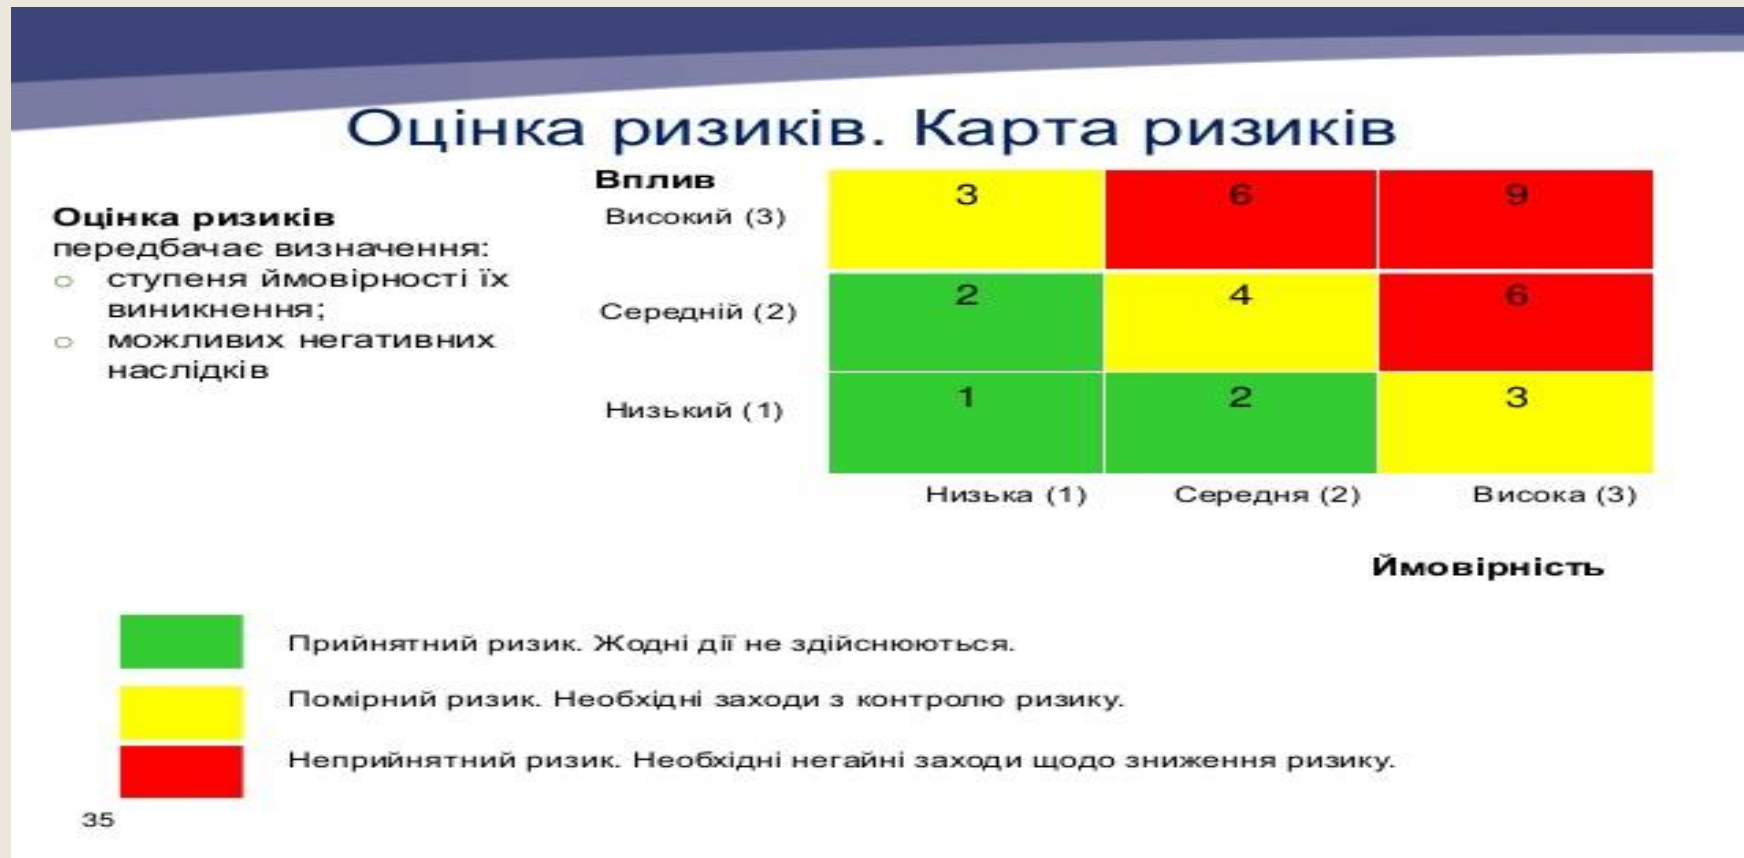 Оцінка ризиків. Карта ризиків
Оцінка ризиків
передбачає визначення:
ступеня ймовірності їх
виникнення;
можливих негативних
наслідків
Вплив
Високий (3)
3 6 9
Середній (2)
2 4 6
Низький (1)
1 2 3
Низька (1) Середня (2) Висока (3)
Ймовірність
Прийнятний ризик. Жодні дії не здійснюються.
Помірний ризик. Необхідні заходи з контролю ризику.
Неприйнятний ризик. Необхідні негайні заходи щодо зниження ризику.
35